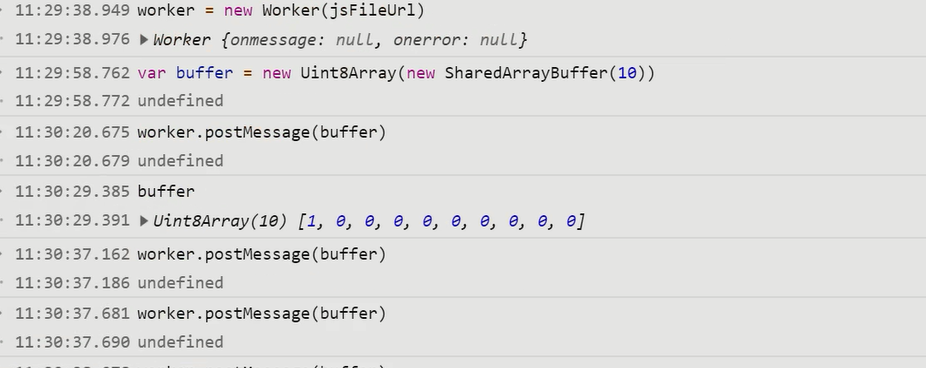 11:29:38.949 worker = new Worker(jsFileUrl)
11:29:38.976 ▶Worker {onmessage: null, onerror: null}
11:29:58.762 var buffer = new Uint8Array(new SharedArrayBuffer(10))
11:29:58.772 undefined
11:30:20.675 worker.postMessage(buffer)
11:30:20.679 undefined
11:30:29.385 buffer
11:30:29.391 ▶Uint8Array(10) [1, 0, 0, 0, 0, 0, 0, 0, 0, 0]
11:30:37.162 worker.postMessage(buffer)
11:30:37.186 undefined
11:30:37.681 worker.postMessage(buffer)
11:30:37.690 undefined